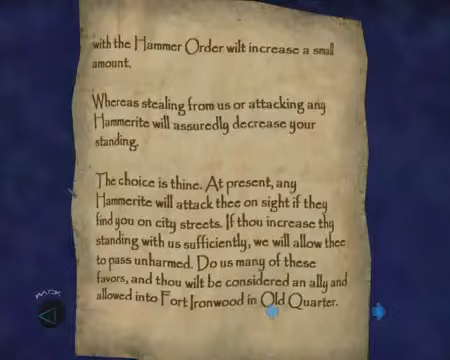 with the Hammer Order wilt increase a small
amount.
Whereas stealing from us or attacking any
Hammerite will assuredly decrease your
standing.
The choice is thine. At present, any
Hammerite will attack thee on sight if they
find you on city streets. If thou increase thy
standing with us sufficiently, we will allow thee
to pass unharmed. Do us many of these
favors, and thou wilt be considered an ally and
allowed into Fort Ironwood in Old Quarter.